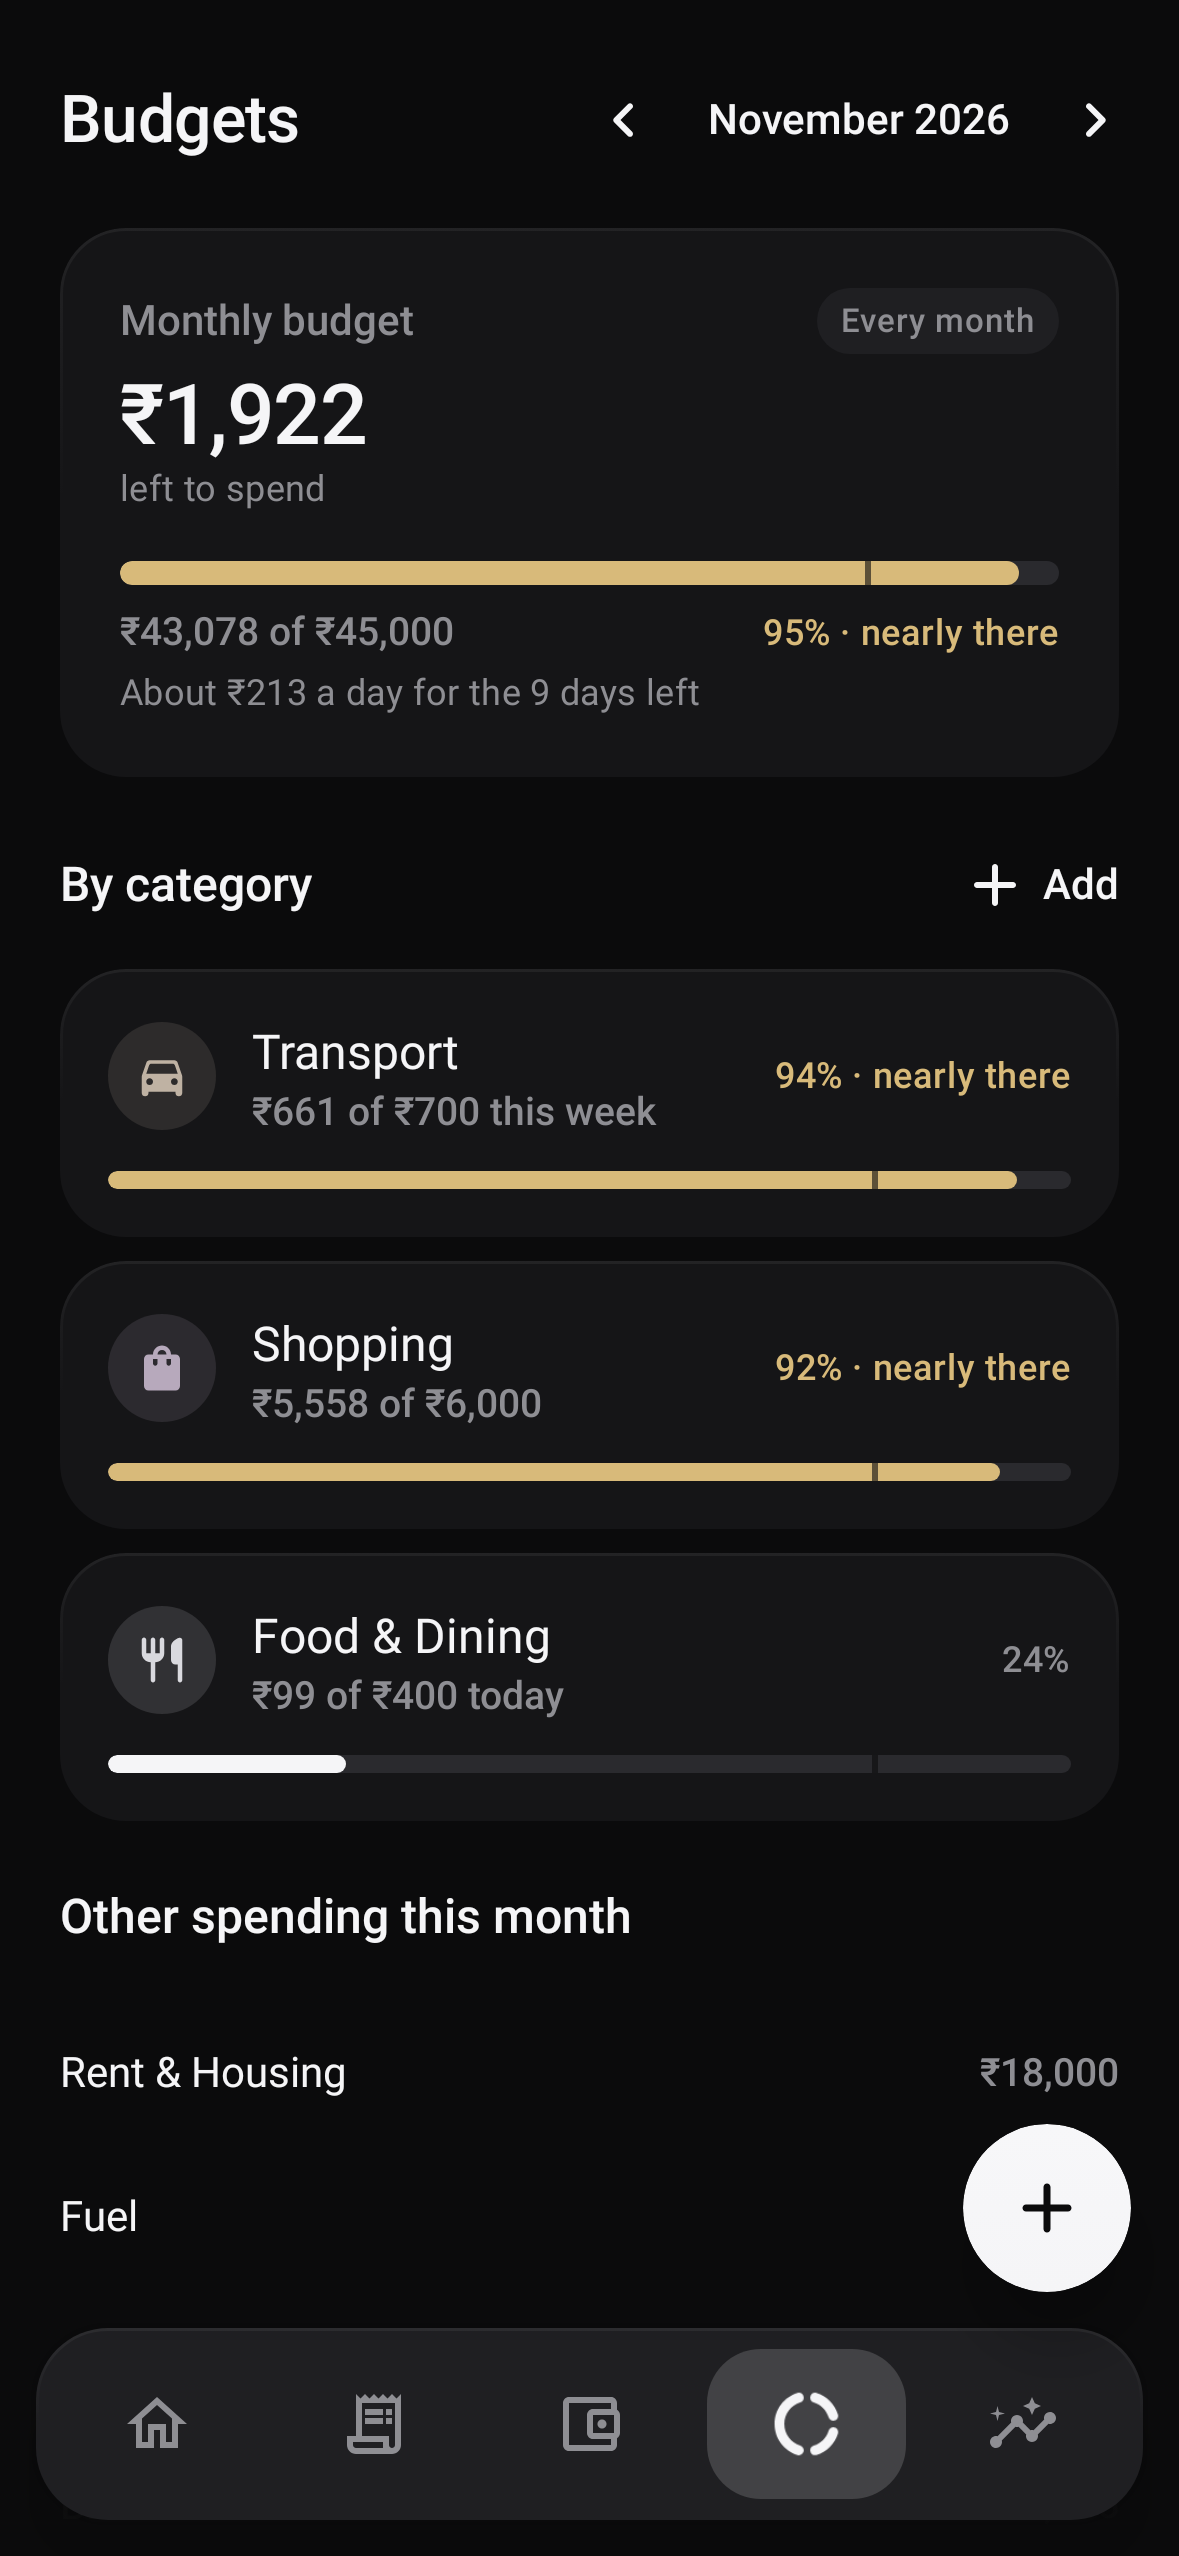 Budgets
November 2026
Monthly budget
Every month
₹1,922
left to spend
₹43,078 of ₹45,000
95% · nearly there
About ₹213 a day for the 9 days left
By category
Add
Transport
₹661 of ₹700 this week
94% · nearly there
Shopping
₹5,558 of ₹6,000
92% · nearly there
Food & Dining
₹99 of ₹400 today
24%
Other spending this month
Rent & Housing
₹18,000
Fuel